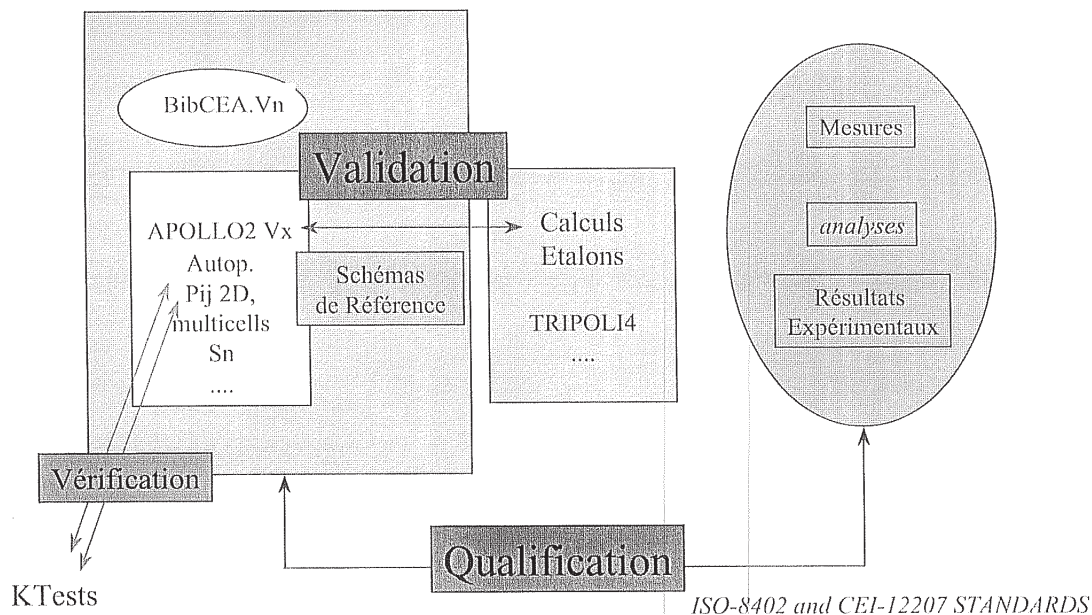 BibCEA.Vn
Validation
APOLLO2 Vx
Autop.
Pij 2D,
multicells
Sn
....
Schémas
de Référence
Calculs
Etalons
TRIPOLI4
....
Mesures
analyses
Résultats
Expérimentaux
Vérification
KTests
Qualification
ISO-8402 and CEI-12207 STANDARDS